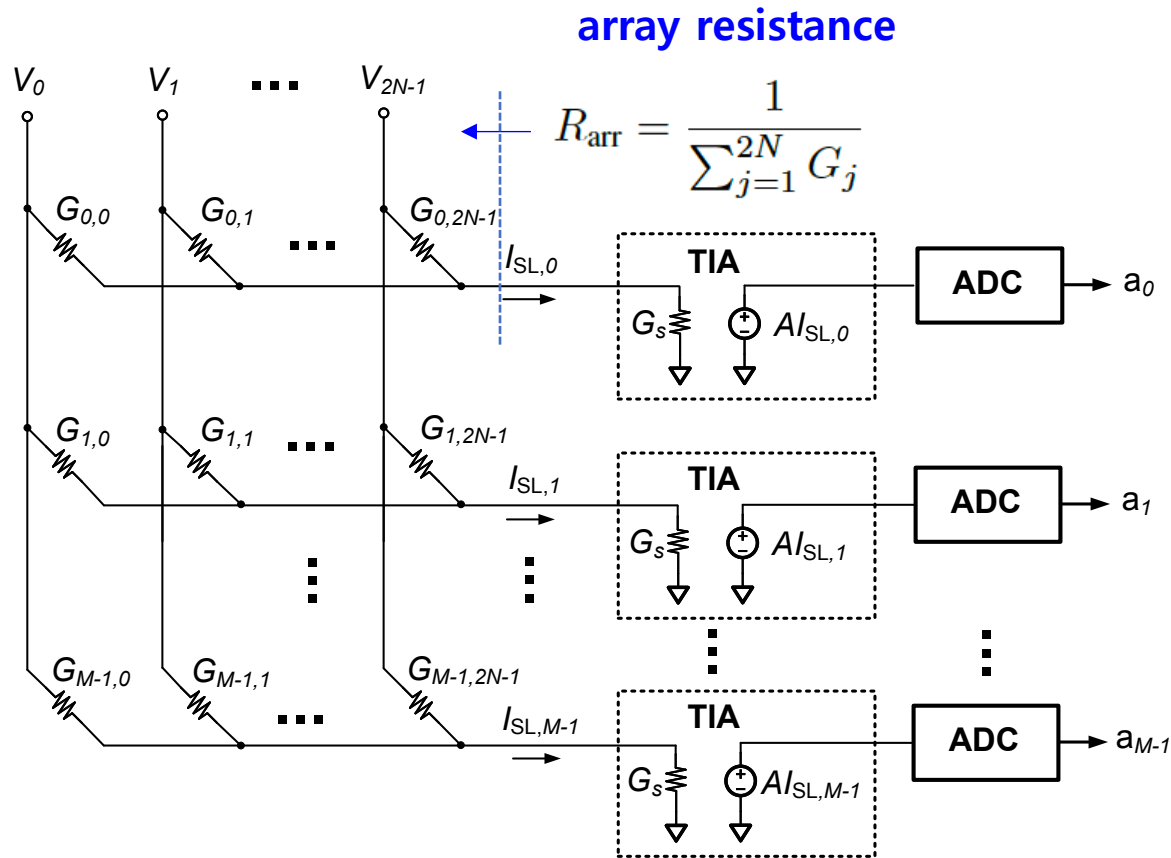 array resistance
V0 V1 ... V2N-1
Rarr = 1 / ∑_{j=1}^{2N} Gj
G0,0 G0,1 ... G0,2N-1
ISL,0
TIA
Gs
AISL,0
ADC
a0
G1,0 G1,1 ... G1,2N-1
ISL,1
TIA
Gs
AISL,1
ADC
a1
GM-1,0 GM-1,1 ... GM-1,2N-1
ISL,M-1
TIA
Gs
AISL,M-1
ADC
aM-1